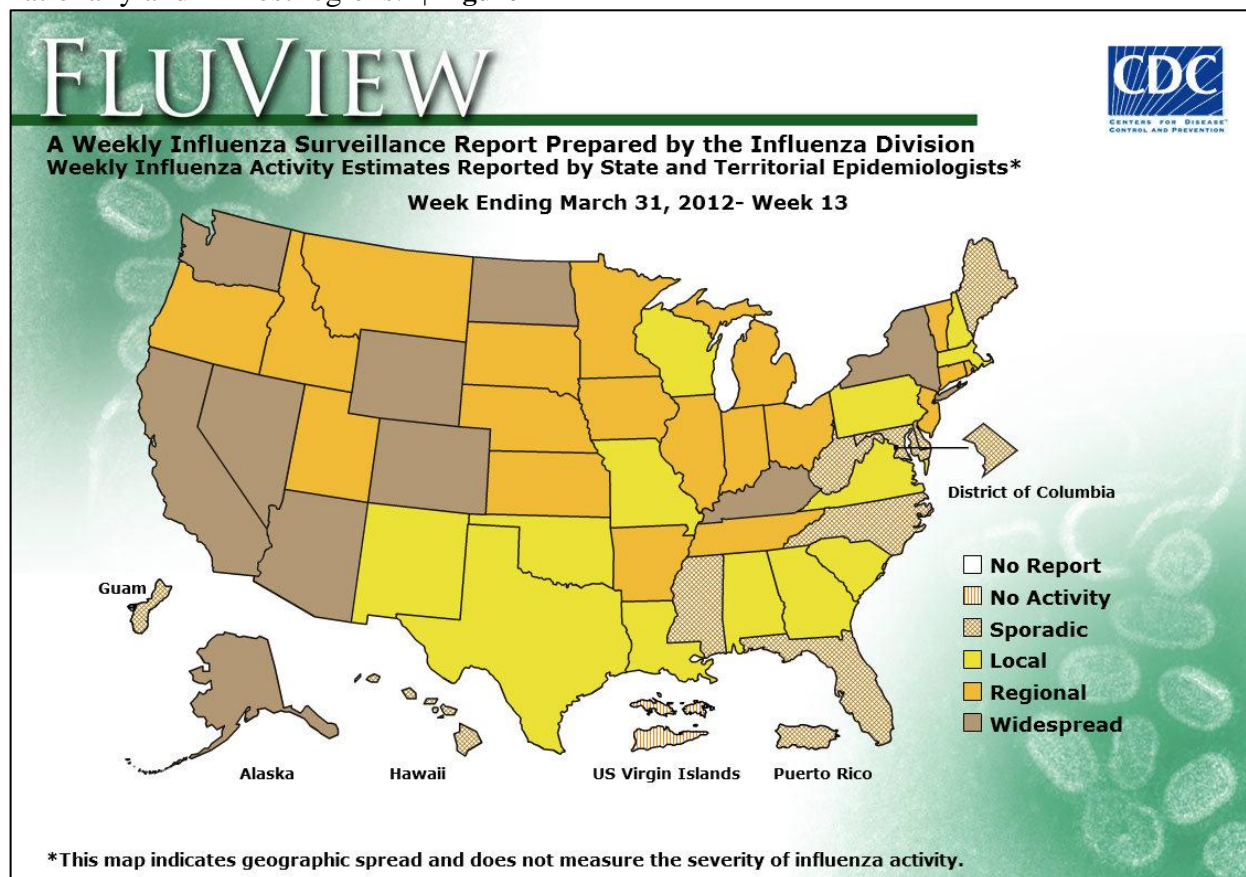 FLUVIEW
CDC
CENTERS FOR DISEASE
CONTROL AND PREVENTION
A Weekly Influenza Surveillance Report Prepared by the Influenza Division
Weekly Influenza Activity Estimates Reported by State and Territorial Epidemiologists*
Week Ending March 31, 2012- Week 13
District of Columbia
No Report
No Activity
Sporadic
Local
Regional
Widespread
Guam
Alaska
Hawaii
US Virgin Islands
Puerto Rico
*This map indicates geographic spread and does not measure the severity of influenza activity.